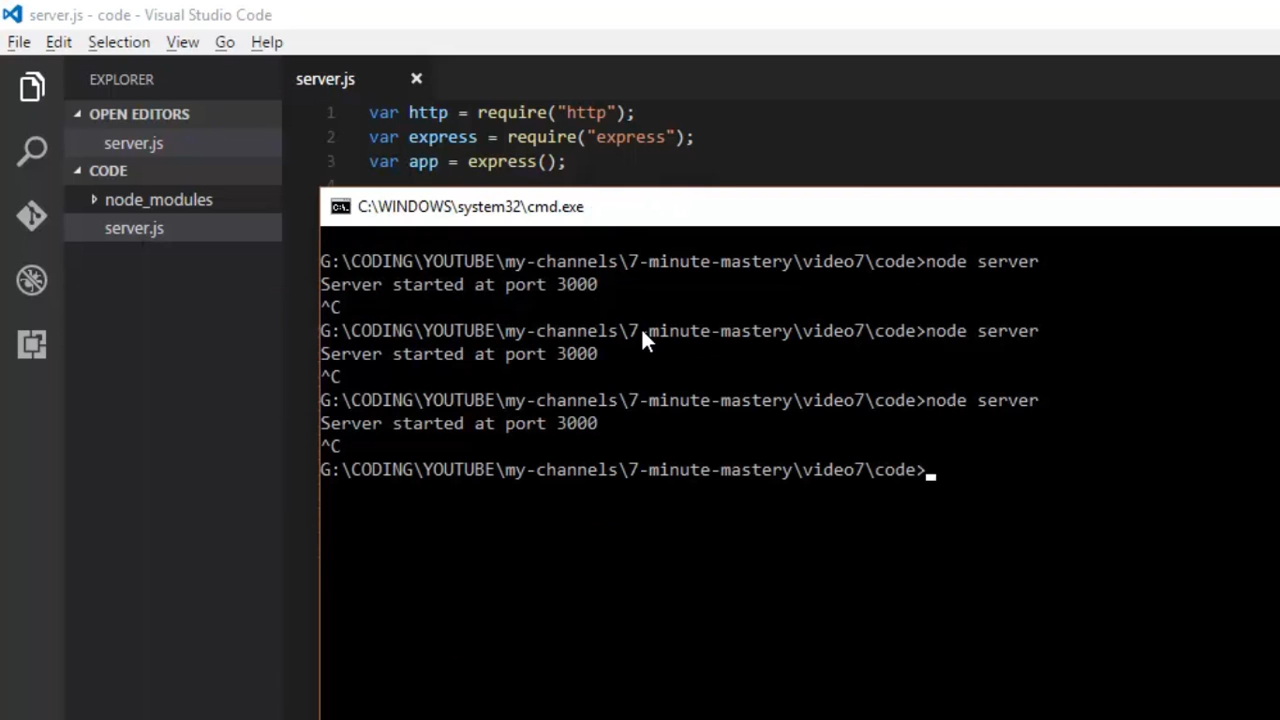 server.js - code - Visual Studio Code
File Edit Selection View Go Help
EXPLORER
OPEN EDITORS
server.js
CODE
node_modules
server.js
server.js
1 var http = require("http");
2 var express = require("express");
3 var app = express();
C:\WINDOWS\system32\cmd.exe
G:\CODING\YOUTUBE\my-channels\7-minute-mastery\video7\code>node server
Server started at port 3000
^C
G:\CODING\YOUTUBE\my-channels\7-minute-mastery\video7\code>node server
Server started at port 3000
^C
G:\CODING\YOUTUBE\my-channels\7-minute-mastery\video7\code>node server
Server started at port 3000
^C
G:\CODING\YOUTUBE\my-channels\7-minute-mastery\video7\code>